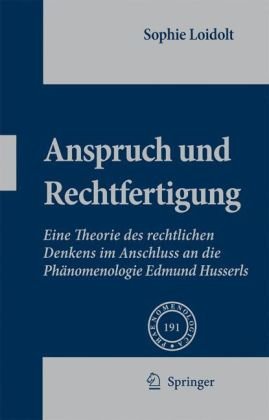 Sophie Loidolt
Anspruch und
Rechtfertigung
Eine Theorie des rechtlichen
Denkens im Anschluss an die
Phänomenologie Edmund Husserls
PHAENOMENOLOGICA
191
Springer